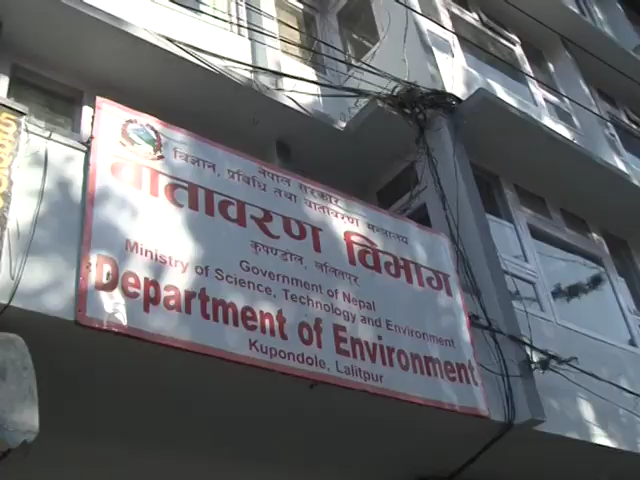 नेपाल सरकार
विज्ञान, प्रविधि तथा वातावरण मन्त्रालय
वातावरण विभाग
कुपण्डोल, ललितपुर
Government of Nepal
Ministry of Science, Technology and Environment
Department of Environment
Kupondole, Lalitpur